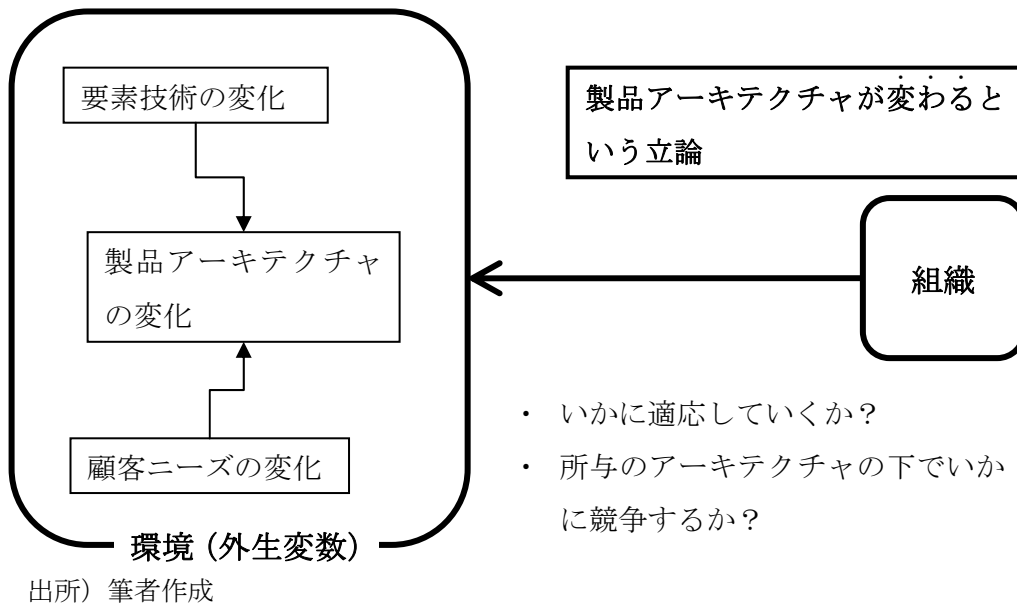 要素技術の変化
製品アーキテクチャが変わると
いう立論
製品アーキテクチャ
の変化
組織
・ いかに適応していくか？
・ 所与のアーキテクチャの下でいか
に競争するか？
顧客ニーズの変化
環境（外生変数）
出所）筆者作成